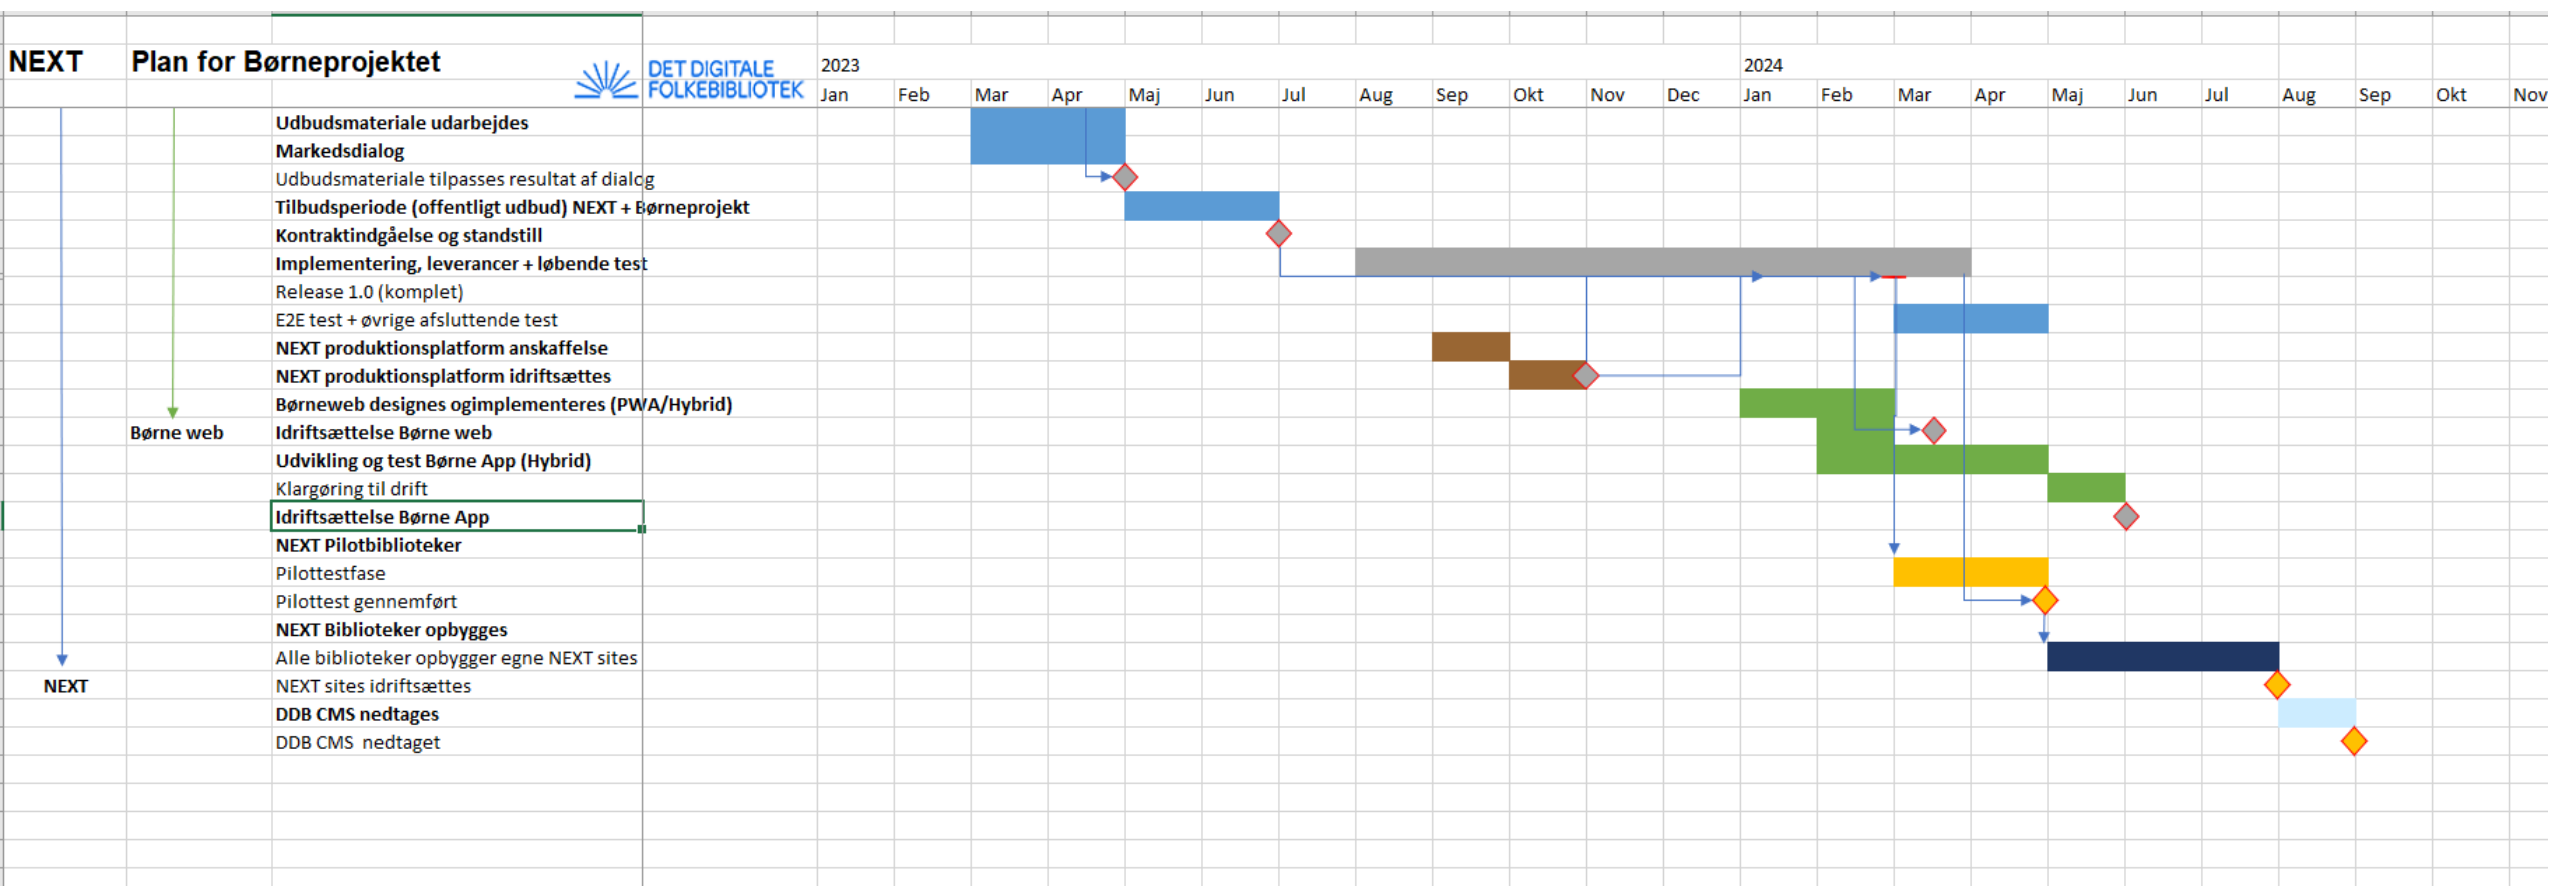 NEXT Plan for Børneprojektet
DET DIGITALE
FOLKEBIBLIOTEK
2023 2024
Jan Feb Mar Apr Maj Jun Jul Aug Sep Okt Nov Dec Jan Feb Mar Apr Maj Jun Jul Aug Sep Okt Nov
Udbudsmateriale udarbejdes
Markedsdialog
Udbudsmateriale tilpasses resultat af dialog
Tilbudsperiode (offentligt udbud) NEXT + Børneprojekt
Kontraktindgåelse og standstill
Implementering, leverancer + løbende test
Release 1.0 (komplet)
E2E test + øvrige afsluttende test
NEXT produktionsplatform anskaffelse
NEXT produktionsplatform idriftsættes
Børneweb designes ogimplementeres (PWA/Hybrid)
Børne web Idriftsættelse Børne web
Udvikling og test Børne App (Hybrid)
Klargøring til drift
Idriftsættelse Børne App
NEXT Pilotbiblioteker
Pilottestfase
Pilottest gennemført
NEXT Biblioteker opbygges
Alle biblioteker opbygger egne NEXT sites
NEXT NEXT sites idriftsættes
DDB CMS nedtages
DDB CMS nedtaget